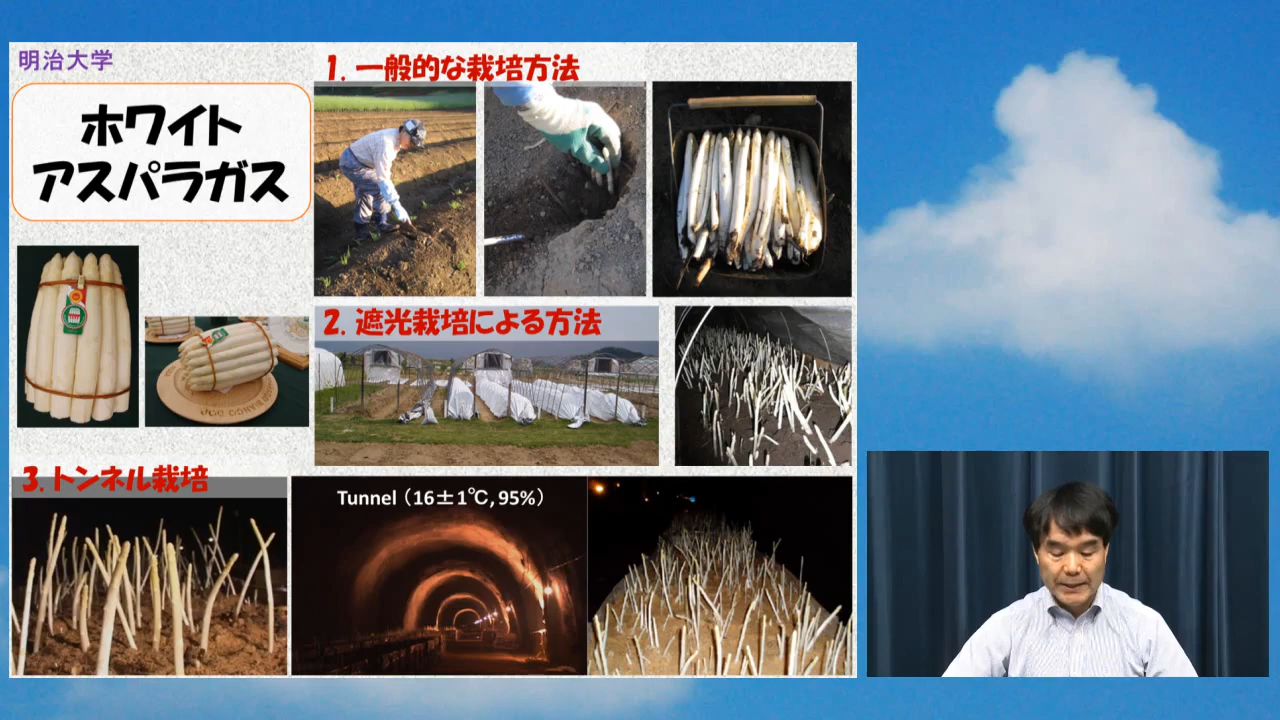 明治大学
ホワイト
アスパラガス
1. 一般的な栽培方法
2. 遮光栽培による方法
3. トンネル栽培
Tunnel（16±1℃, 95%）